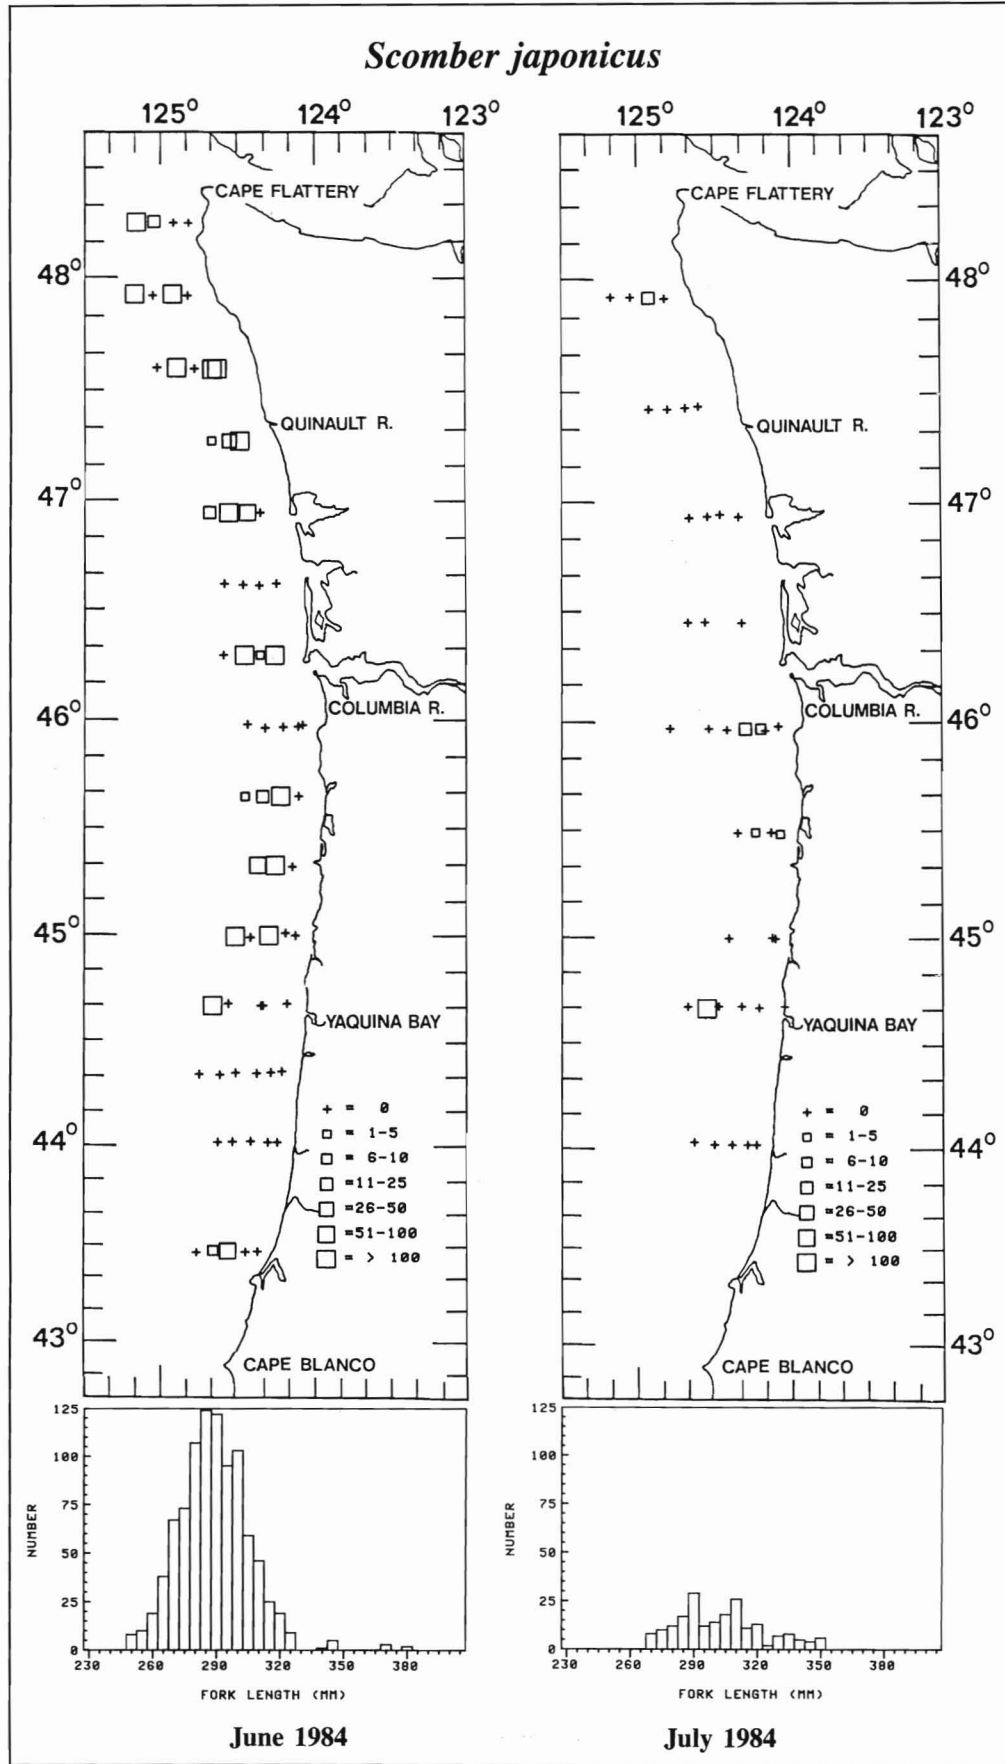 Scomber japonicus
125° 124° 123°
CAPE FLATTERY
48°
QUINAULT R.
47°
46°
COLUMBIA R.
45°
YAQUINA BAY
44°
+ = 0
□ = 1-5
□ = 6-10
□ =11-25
□ =26-50
□ =51-100
□ = > 100
43°
CAPE BLANCO
125° 124° 123°
CAPE FLATTERY
48°
QUINAULT R.
47°
46°
COLUMBIA R.
45°
YAQUINA BAY
44°
+ = 0
□ = 1-5
□ = 6-10
□ =11-25
□ =26-50
□ =51-100
□ = > 100
43°
CAPE BLANCO
125
100
75
50
25
0
NUMBER
230 260 290 320 350 380
FORK LENGTH (MM)
June 1984
125
100
75
50
25
0
NUMBER
230 260 290 320 350 380
FORK LENGTH (MM)
July 1984